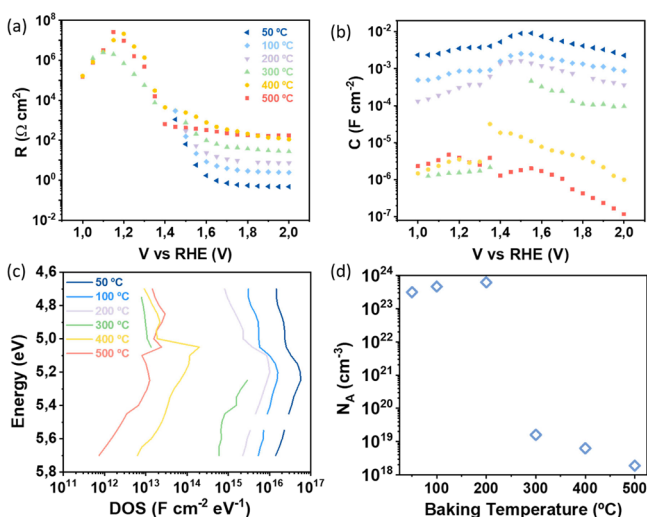 (a)
10^8
10^6
10^4
10^2
10^0
10^-2
R (Ω cm²)
50 ºC
100 ºC
200 ºC
300 ºC
400 ºC
500 ºC
1,0 1,2 1,4 1,6 1,8 2,0
V vs RHE (V)
(b)
10^-2
10^-3
10^-4
10^-5
10^-6
10^-7
C (F cm^-2)
1,0 1,2 1,4 1,6 1,8 2,0
V vs RHE (V)
(c)
4,6
4,8
5,0
5,2
5,4
5,6
5,8
Energy (eV)
50 ºC
100 ºC
200 ºC
300 ºC
400 ºC
500 ºC
10^11 10^12 10^13 10^14 10^15 10^16 10^17
DOS (F cm^-2 eV^-1)
(d)
10^24
10^23
10^22
10^21
10^20
10^19
10^18
N_A (cm^-3)
100 200 300 400 500
Baking Temperature (ºC)